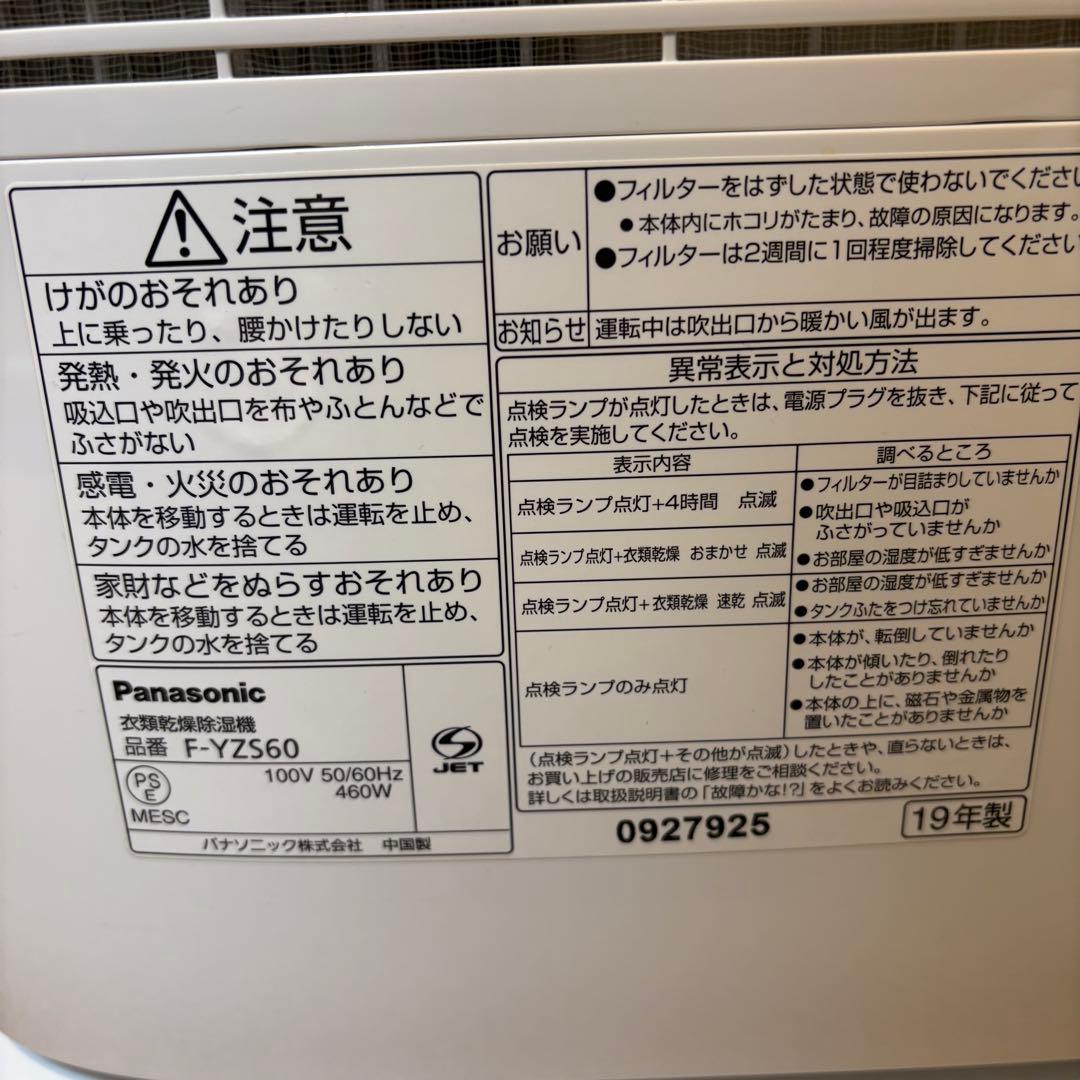 注意
けがのおそれあり
上に乗ったり、腰かけたりしない
発熱・発火のおそれあり
吸込口や吹出口を布やふとんなどで
ふさがない
感電・火災のおそれあり
本体を移動するときは運転を止め、
タンクの水を捨てる
家財などをぬらすおそれあり
本体を移動するときは運転を止め、
タンクの水を捨てる
Panasonic
衣類乾燥除湿機
品番 F-YZS60
PS
E
100V 50/60Hz
460W
MESC
JET
パナソニック株式会社 中国製
お願い
●フィルターをはずした状態で使わないでくださ
●本体内にホコリがたまり、故障の原因になります。
●フィルターは2週間に1回程度掃除してください
お知らせ 運転中は吹出口から暖かい風が出ます。
異常表示と対処方法
点検ランプが点灯したときは、電源プラグを抜き、下記に従って
点検を実施してください。
表示内容 調べるところ
点検ランプ点灯+4時間 点滅
●フィルターが目詰まりしていませんか
●吹出口や吸込口が
ふさがっていませんか
●お部屋の湿度が低すぎませんか
点検ランプ点灯+衣類乾燥 おまかせ 点滅
点検ランプ点灯+衣類乾燥 速乾 点滅
●お部屋の湿度が低すぎませんか
●タンクふたをつけ忘れていませんか
点検ランプのみ点灯
●本体が、転倒していませんか
●本体が傾いたり、倒れたり
したことがありませんか
●本体の上に、磁石や金属物を
置いたことがありませんか
(点検ランプ点灯+その他が点滅)したときや、直らないときは、
お買い上げの販売店に修理をご相談ください。
詳しくは取扱説明書の「故障かな!?」をよくお読みください。
0927925
19年製